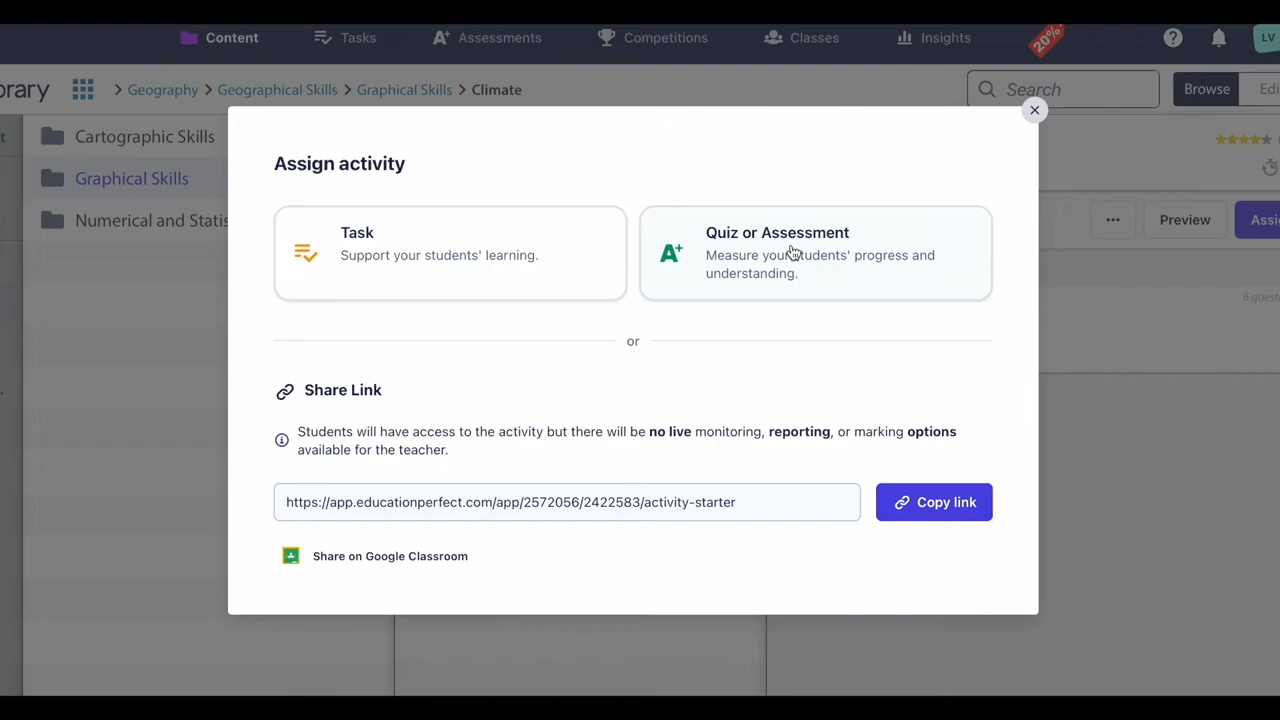 Content
Tasks
Assessments
Competitions
Classes
Insights
20%
LV
Geography
Geographical Skills
Graphical Skills
Climate
Search
Browse
Cartographic Skills
Graphical Skills
Numerical and
Assign activity
Task
Support your students' learning.
Quiz or Assessment
Measure your students' progress and
understanding.
or
Share Link
Students will have access to the activity but there will be no live monitoring, reporting, or marking options
available for the teacher.
https://app.educationperfect.com/app/2572056/2422583/activity-starter
Copy link
Share on Google Classroom
Preview